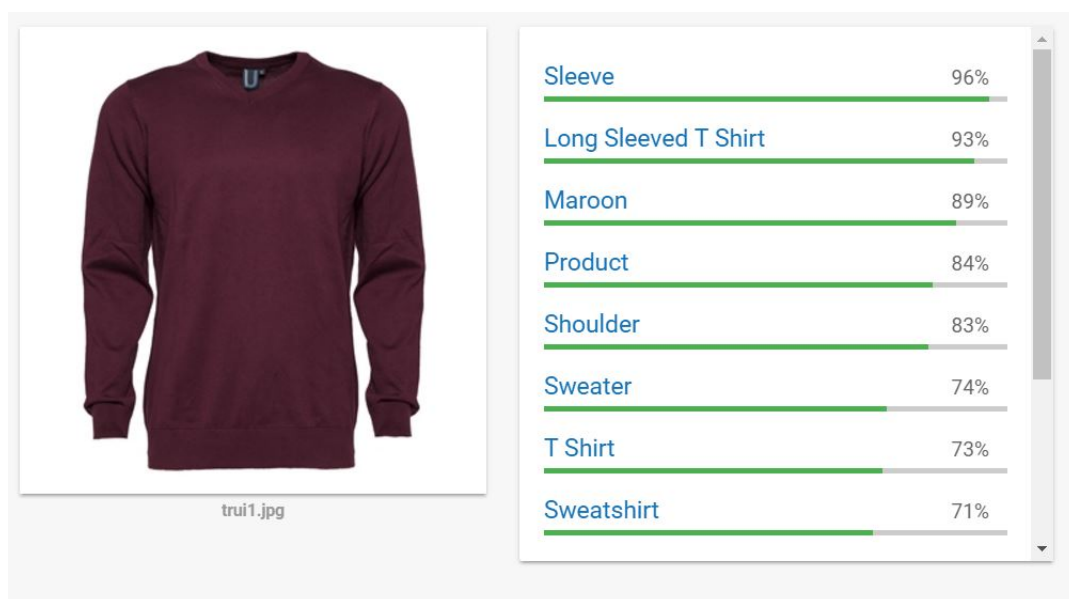 U
trui1.jpg
Sleeve 96%
Long Sleeved T Shirt 93%
Maroon 89%
Product 84%
Shoulder 83%
Sweater 74%
T Shirt 73%
Sweatshirt 71%